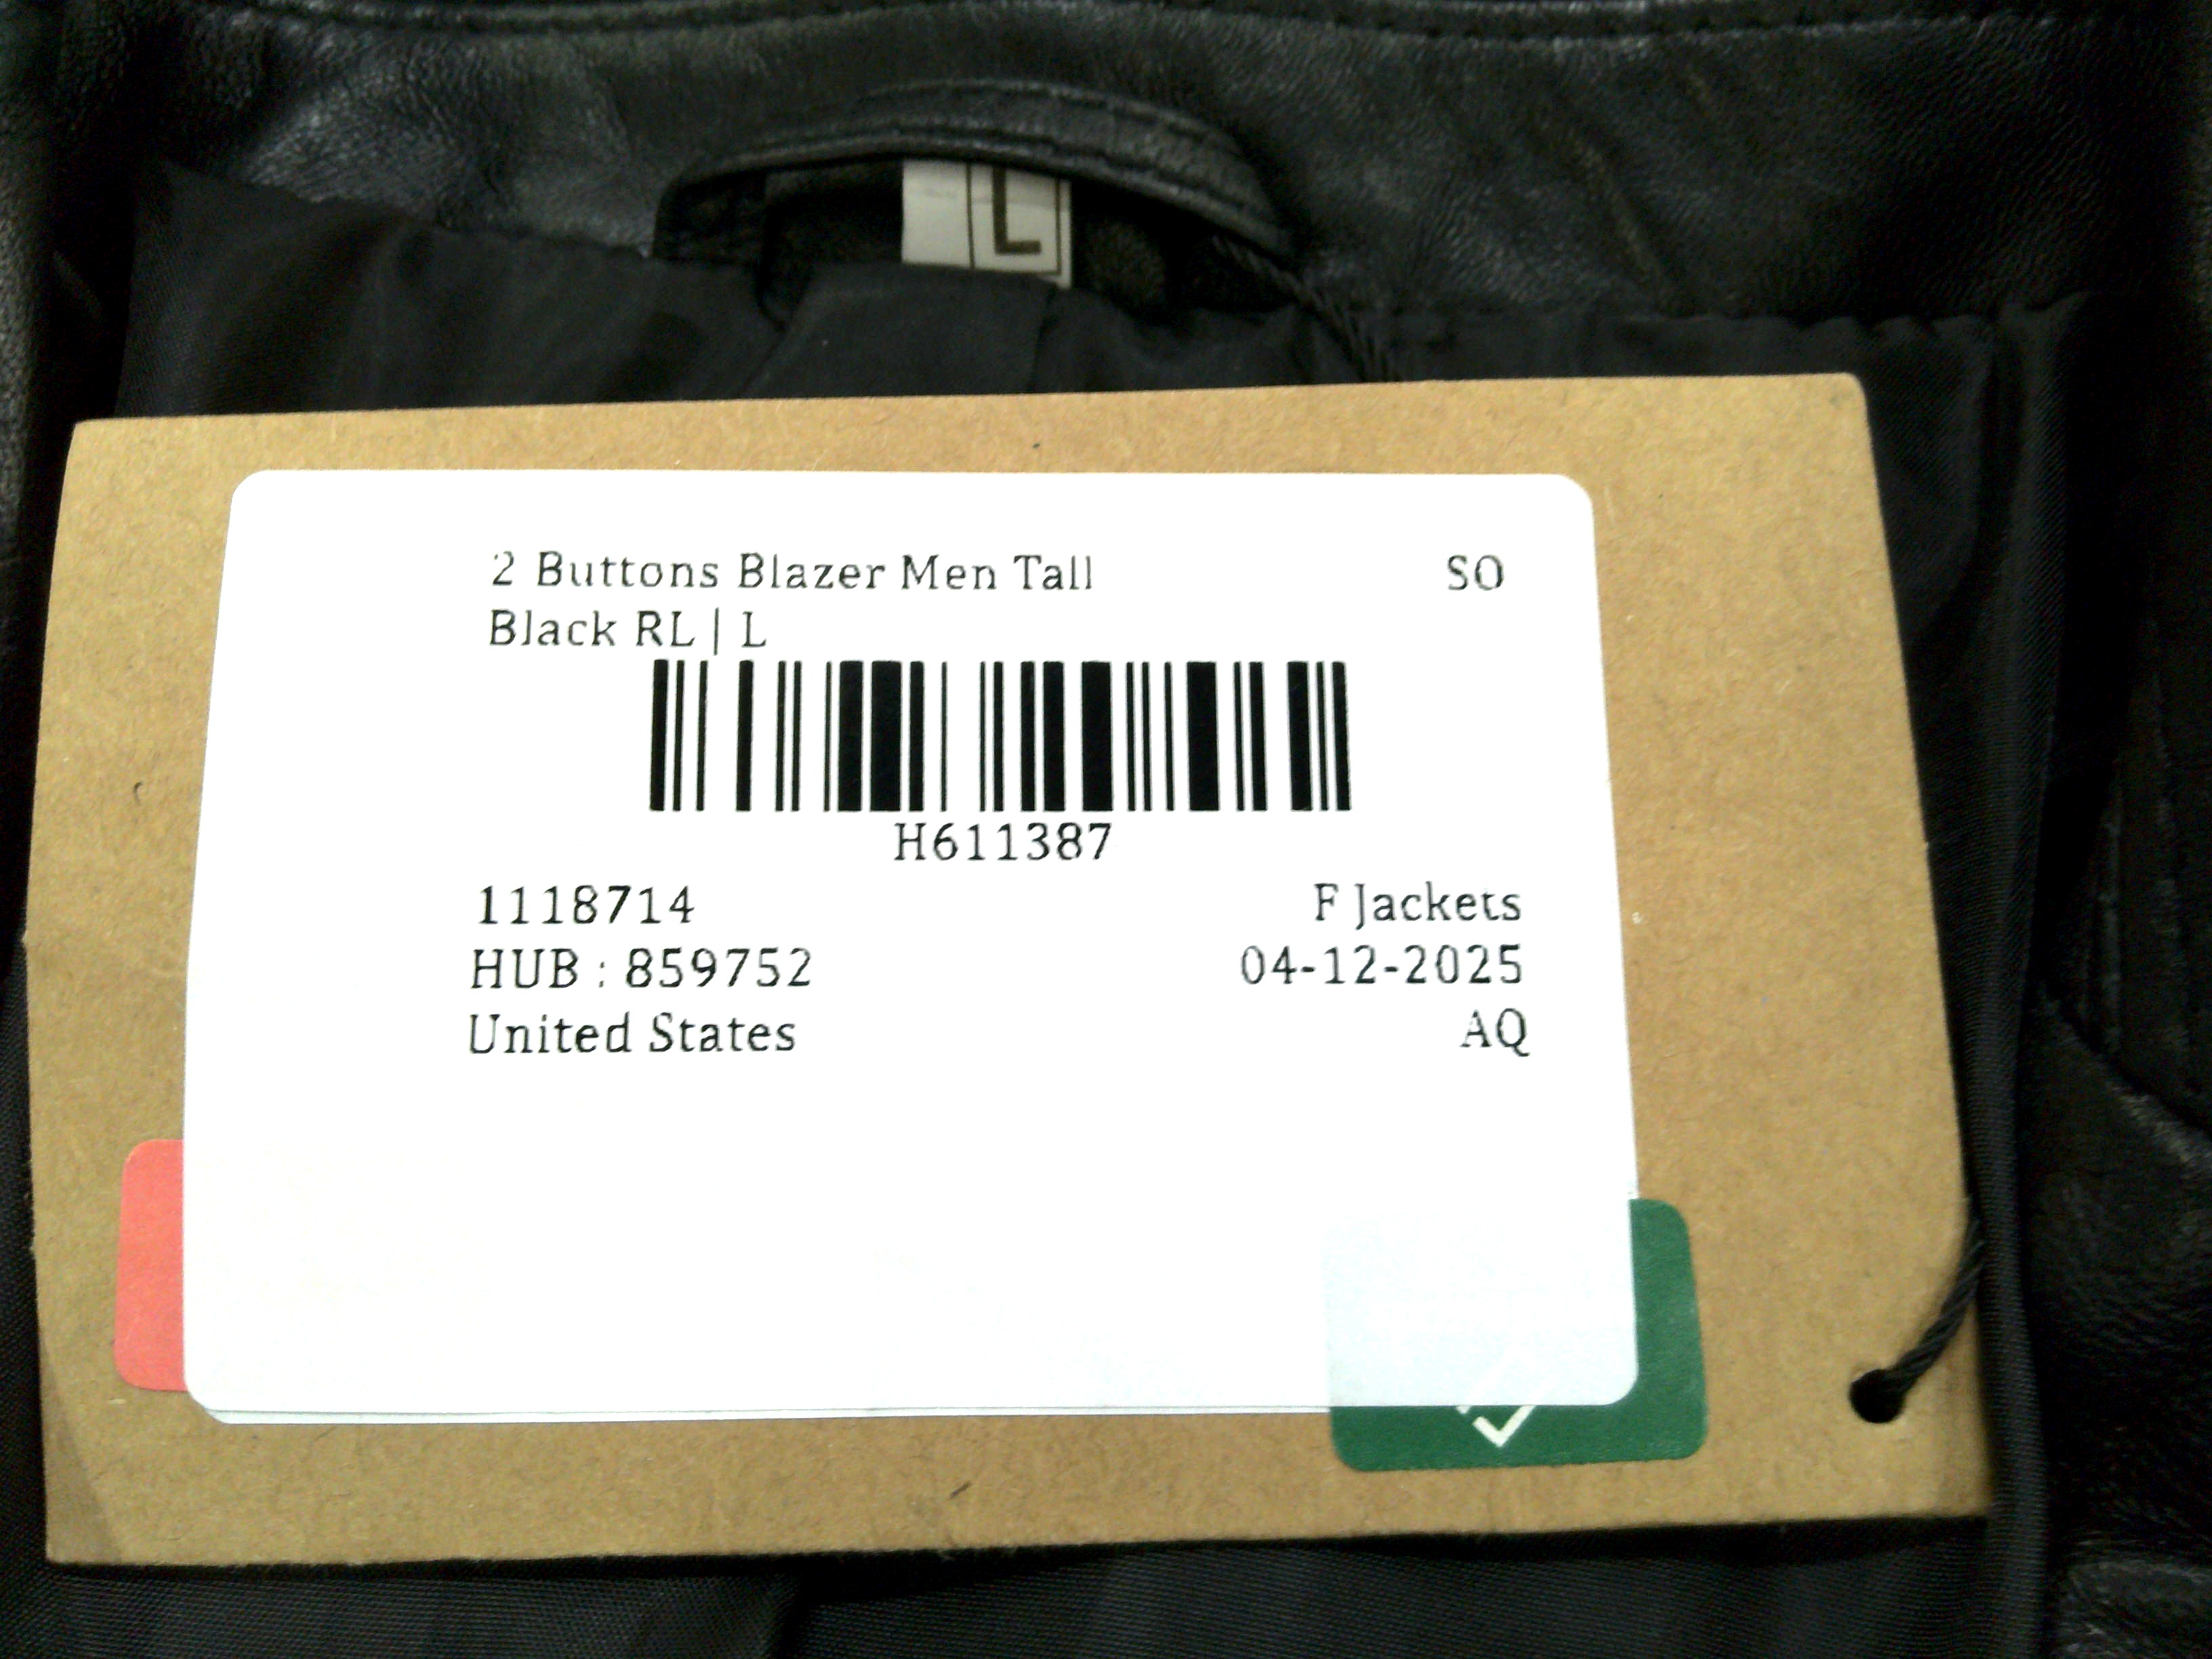 L
2 Buttons Blazer Men Tall SO
Black RL | L
H611387
1118714 F Jackets
HUB : 859752 04-12-2025
United States AQ